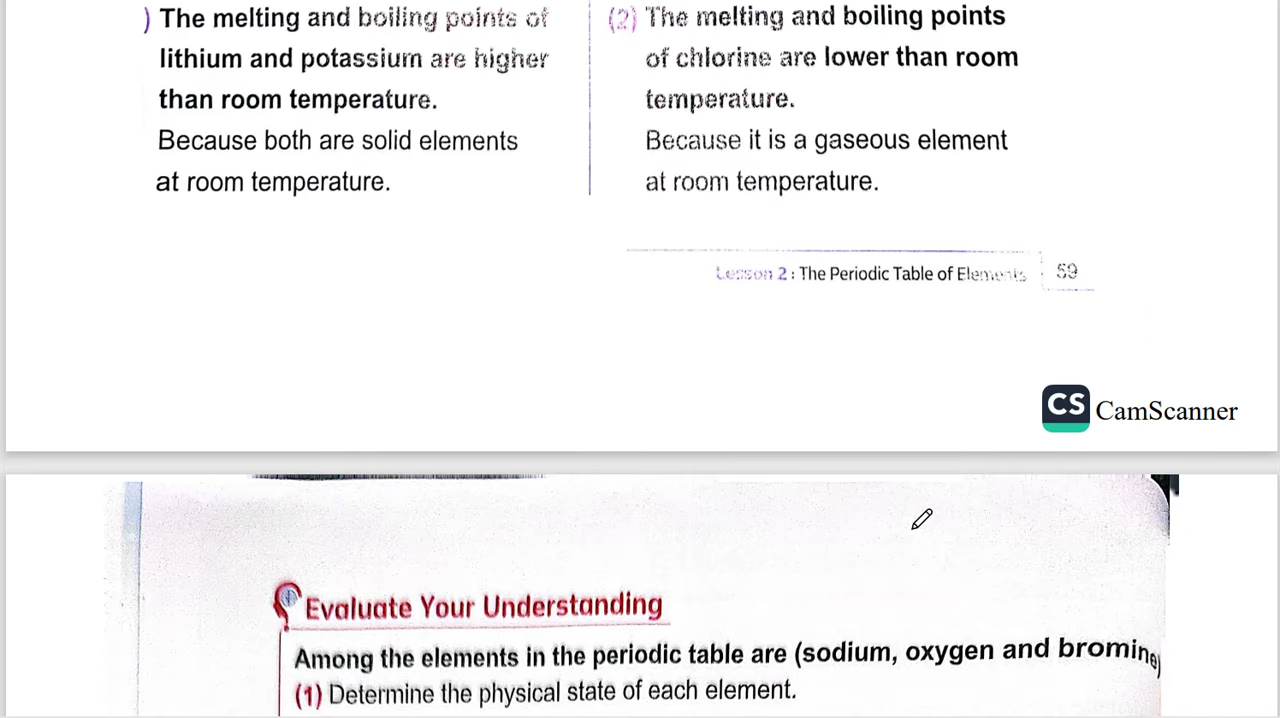 ) The melting and boiling points of
lithium and potassium are higher
than room temperature.
Because both are solid elements
at room temperature.
(2) The melting and boiling points
of chlorine are lower than room
temperature.
Because it is a gaseous element
at room temperature.
Lesson 2 : The Periodic Table of Elements 59
CS CamScanner
Evaluate Your Understanding
Among the elements in the periodic table are (sodium, oxygen and bromine)
(1) Determine the physical state of each element.